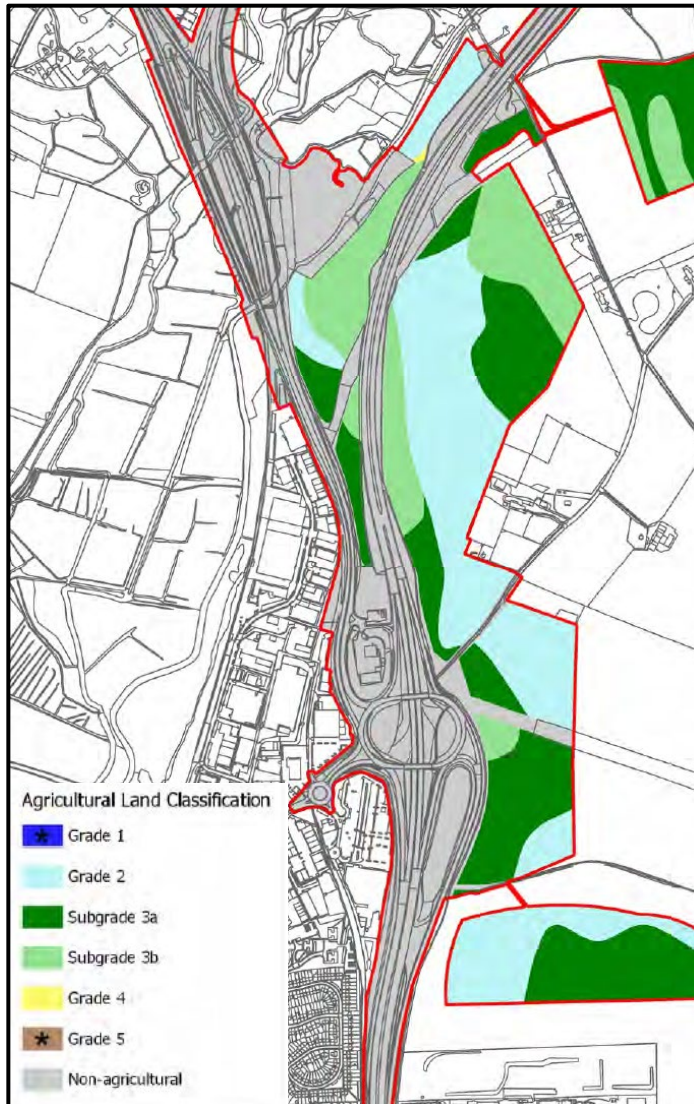 Agricultural Land Classification
* Grade 1
Grade 2
Subgrade 3a
Subgrade 3b
Grade 4
* Grade 5
Non-agricultural